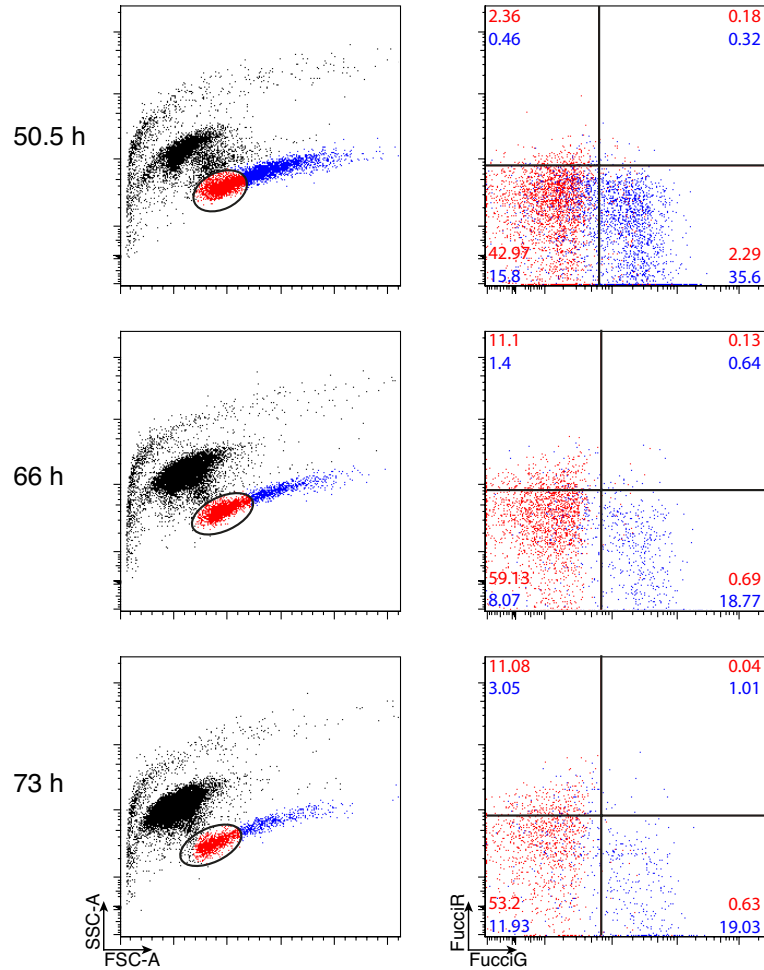 2.36 0.18
0.46 0.32
50.5 h
42.97 2.29
15.8 35.6
11.1 0.13
1.4 0.64
66 h
59.13 0.69
8.07 18.77
11.08 0.04
3.05 1.01
73 h
53.2 0.63
11.93 19.03
SSC-A
FSC-A
FucciR
FucciG